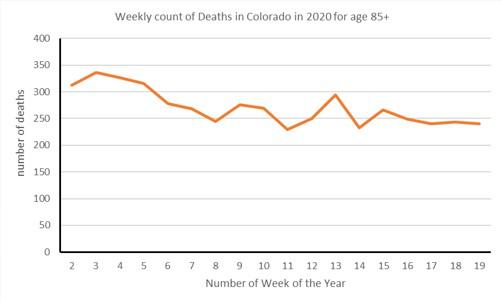 Weekly count of Deaths in Colorado in 2020 for age 85+
400
350
300
250
200
150
100
50
0
number of deaths
2 3 4 5 6 7 8 9 10 11 12 13 14 15 16 17 18 19
Number of Week of the Year